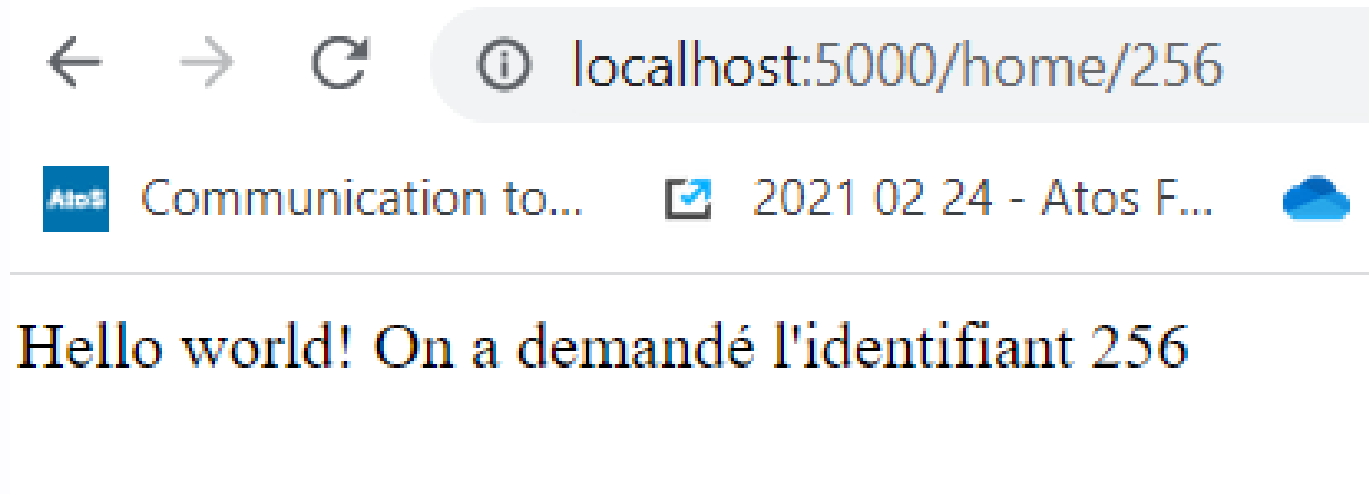 localhost:5000/home/256
AtoS Communication to... 2021 02 24 - Atos F...
Hello world! On a demandé l'identifiant 256